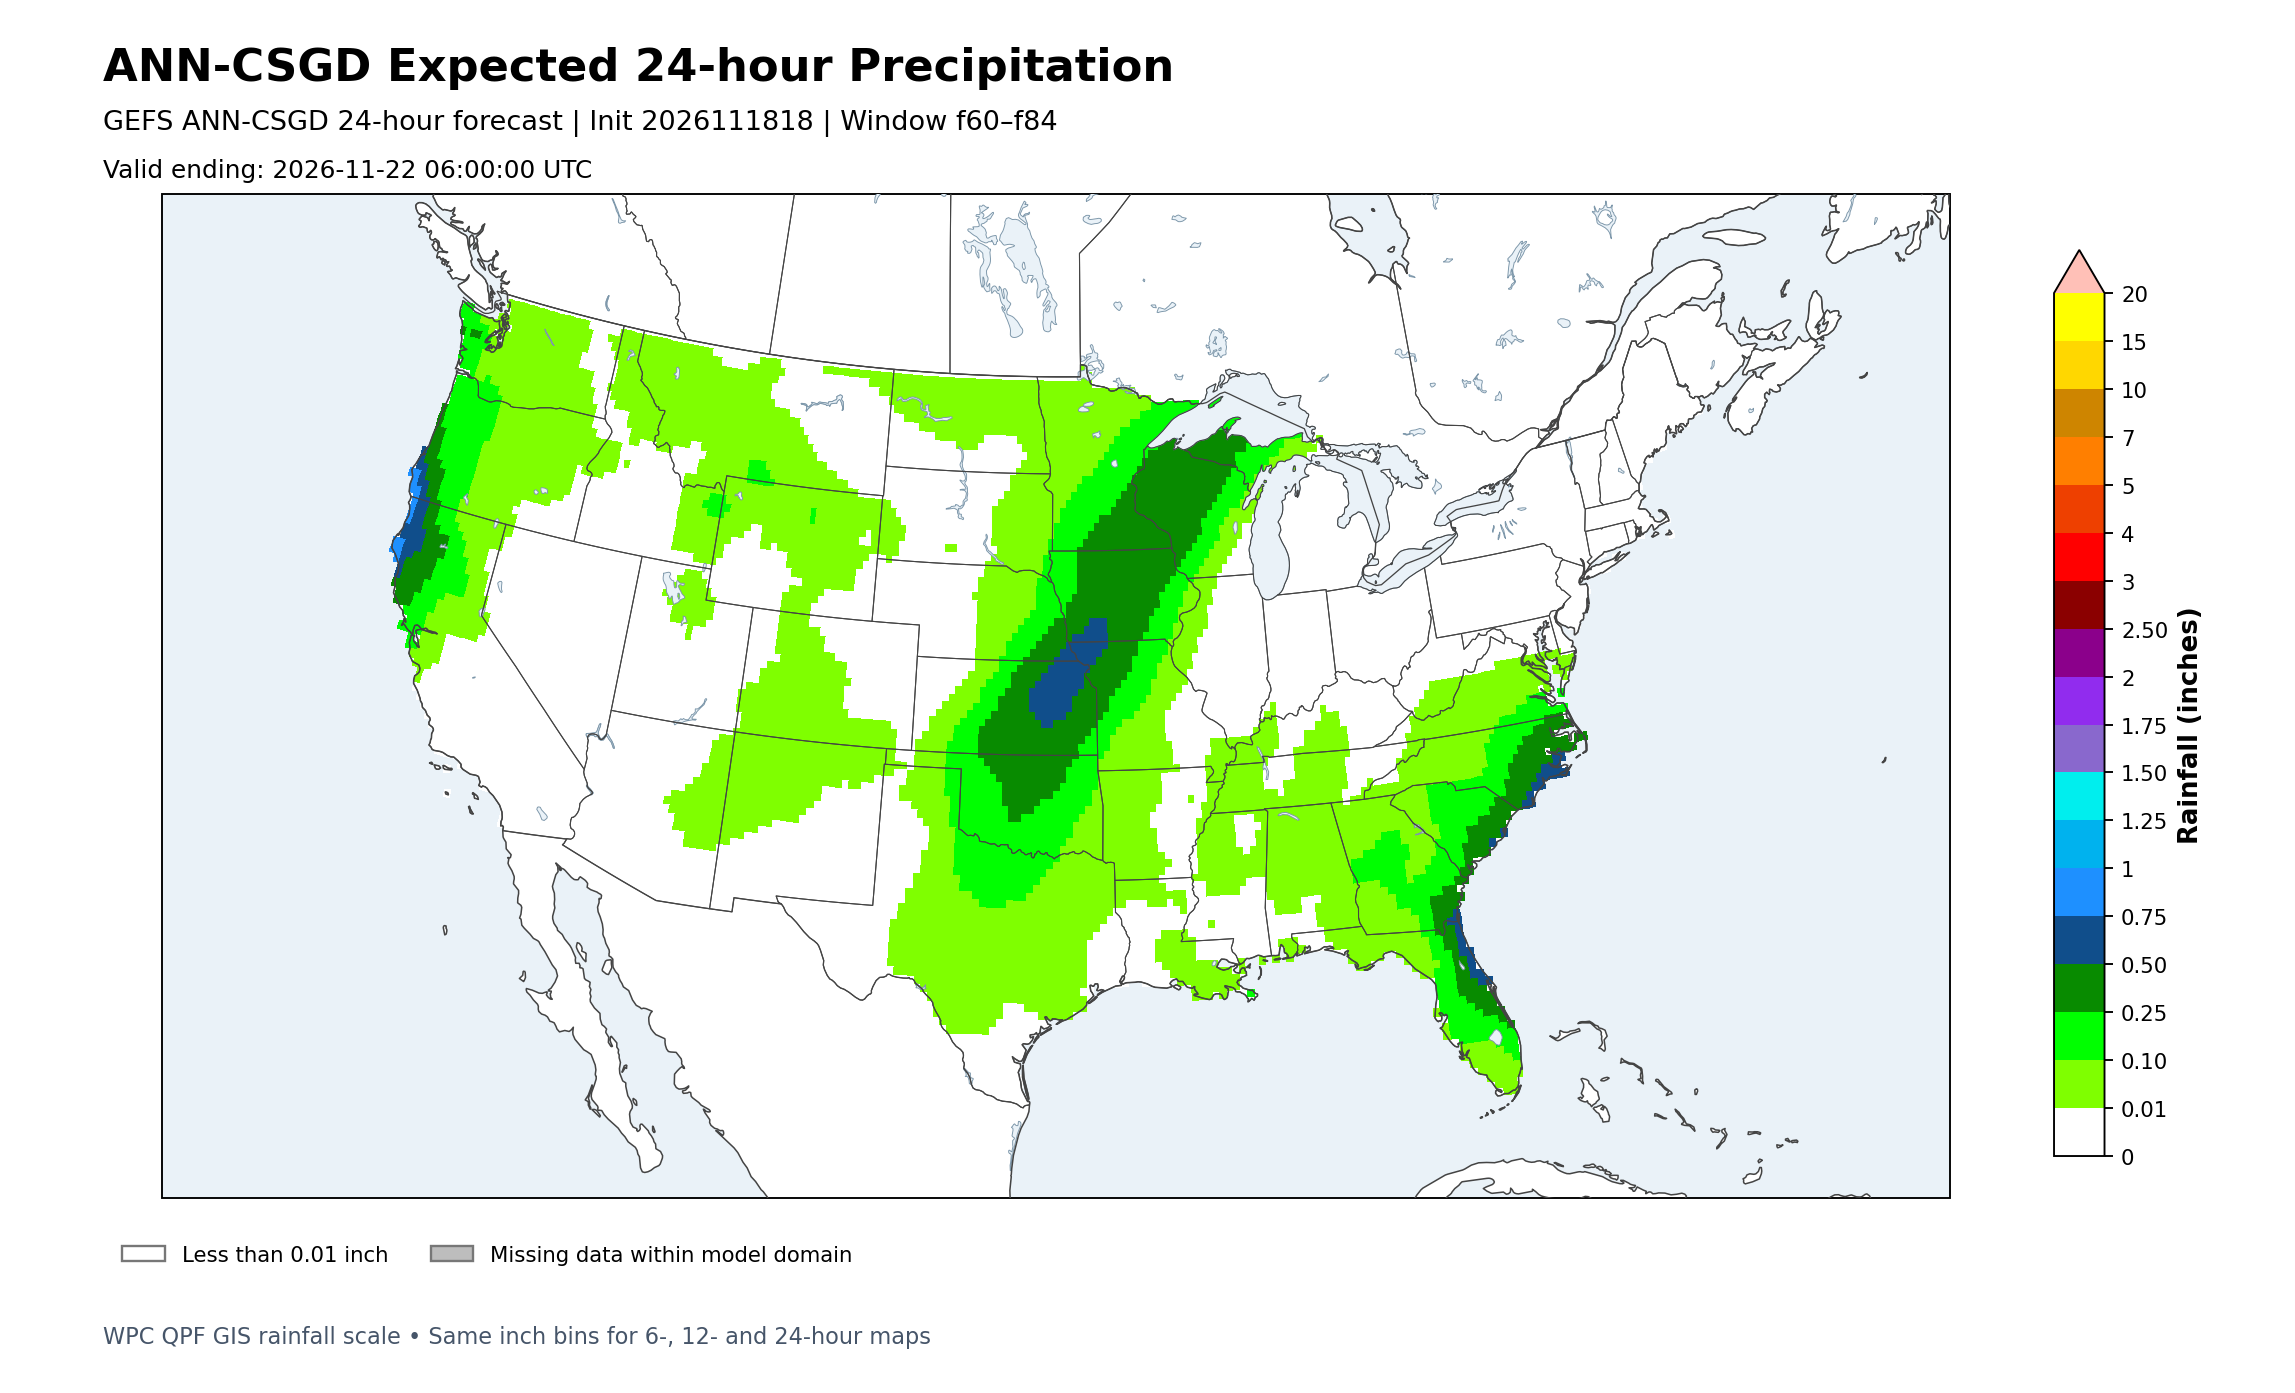 ANN-CSGD Expected 24-hour Precipitation
GEFS ANN-CSGD 24-hour forecast | Init 2026111818 | Window f60–f84
Valid ending: 2026-11-22 06:00:00 UTC
20
15
10
7
5
4
3
2.50
2
1.75
1.50
1.25
1
0.75
0.50
0.25
0.10
0.01
0
Rainfall (inches)
Less than 0.01 inch
Missing data within model domain
WPC QPF GIS rainfall scale • Same inch bins for 6-, 12- and 24-hour maps